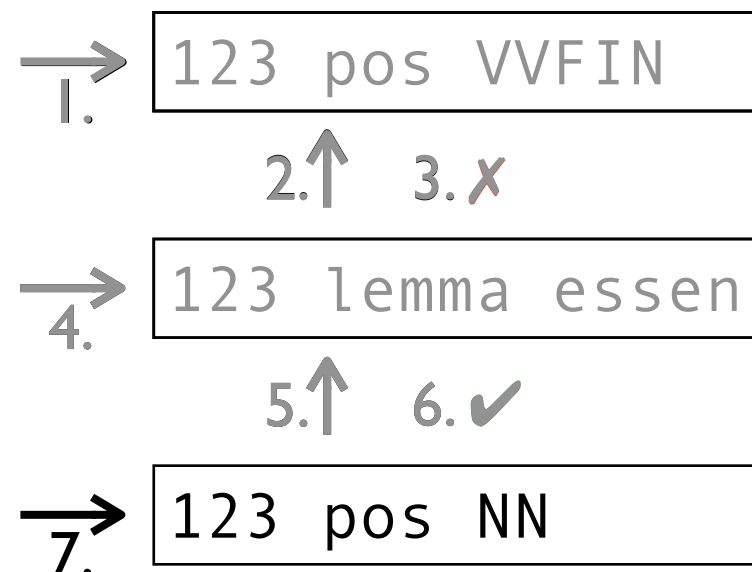 123 pos VVFIN
1.
2. 3. ✗
123 lemma essen
4.
5. 6. ✔
123 pos NN
7.